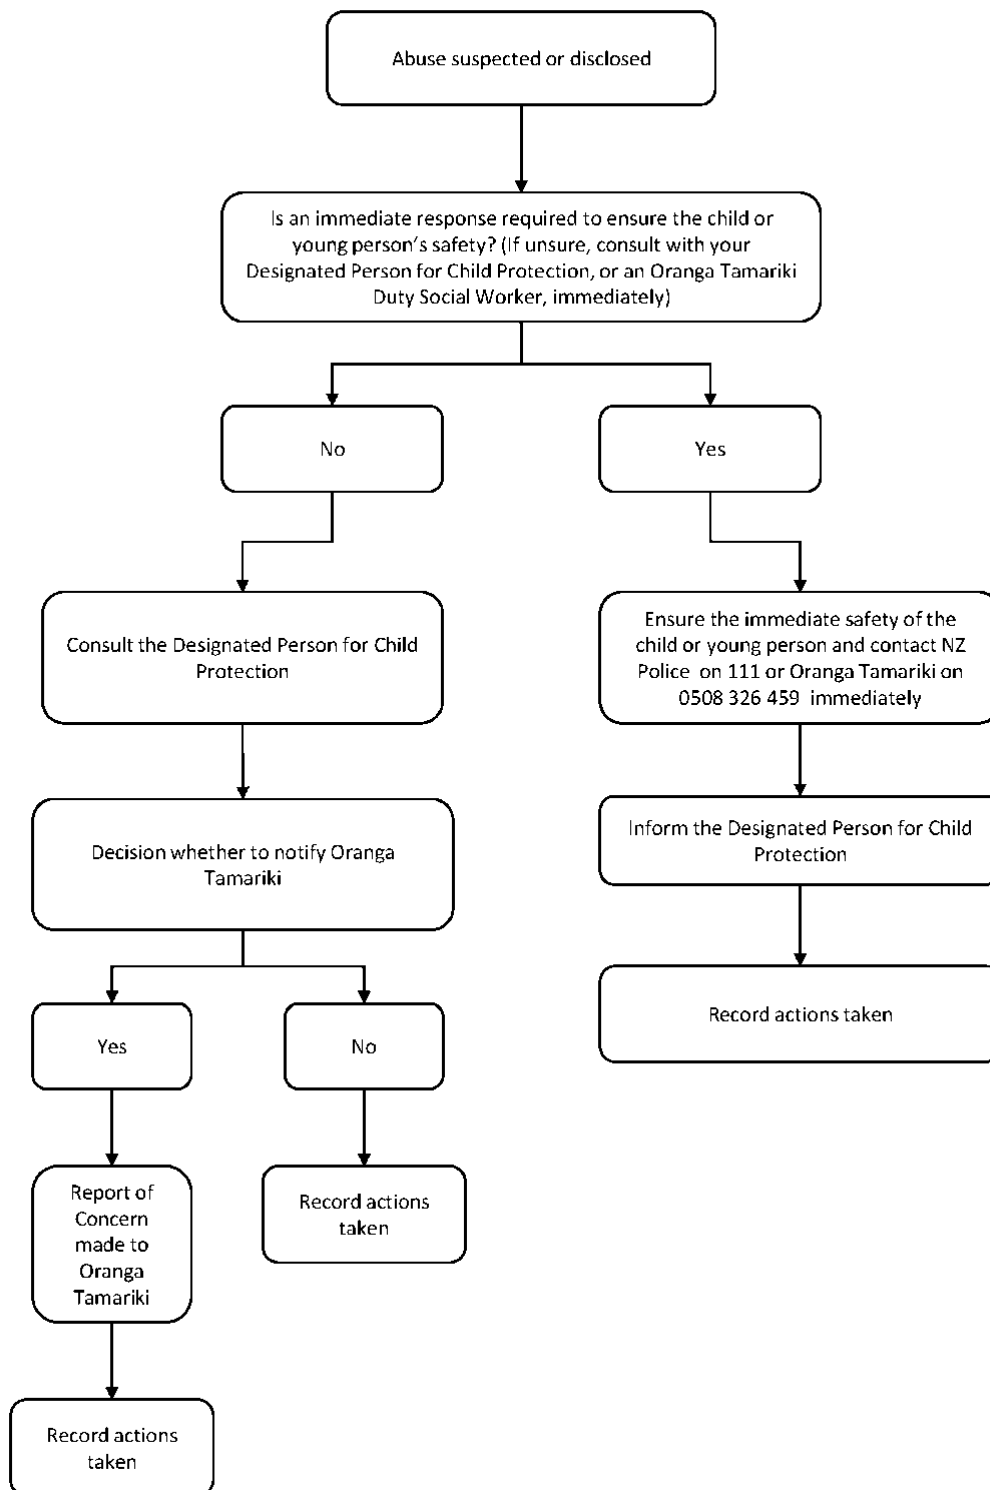 Abuse suspected or disclosed
Is an immediate response required to ensure the child or
young person's safety? (If unsure, consult with your
Designated Person for Child Protection, or an Oranga Tamariki
Duty Social Worker, immediately)
No
Yes
Consult the Designated Person for Child
Protection
Ensure the immediate safety of the
child or young person and contact NZ
Police on 111 or Oranga Tamariki on
0508 326 459 immediately
Decision whether to notify Oranga
Tamariki
Inform the Designated Person for Child
Protection
Yes
No
Record actions taken
Report of
Concern
made to
Oranga
Tamariki
Record actions
taken
Record actions
taken